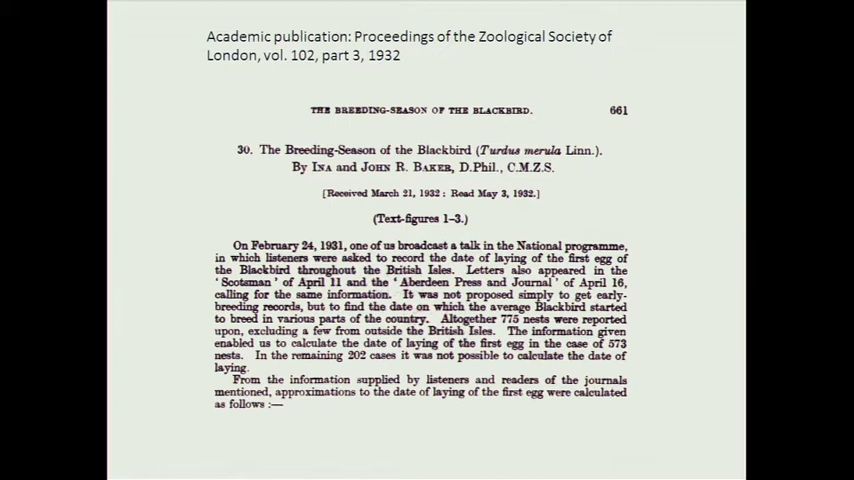 Academic publication: Proceedings of the Zoological Society of
London, vol. 102, part 3, 1932
THE BREEDING-SEASON OF THE BLACKBIRD. 661
30. The Breeding-Season of the Blackbird (Turdus merula Linn.).
By INA and JOHN R. BAKER, D.Phil., C.M.Z.S.
[Received March 21, 1932 : Read May 3, 1932.]
(Text-figures 1–3.)
On February 24, 1931, one of us broadcast a talk in the National programme,
in which listeners were asked to record the date of laying of the first egg of
the Blackbird throughout the British Isles. Letters also appeared in the
'Scotsman' of April 11 and the 'Aberdeen Press and Journal' of April 16,
calling for the same information. It was not proposed simply to get early-
breeding records, but to find the date on which the average Blackbird started
to breed in various parts of the country. Altogether 775 nests were reported
upon, excluding a few from outside the British Isles. The information given
enabled us to calculate the date of laying of the first egg in the case of 573
nests. In the remaining 202 cases it was not possible to calculate the date of
laying.
From the information supplied by listeners and readers of the journals
mentioned, approximations to the date of laying of the first egg were calculated
as follows :—